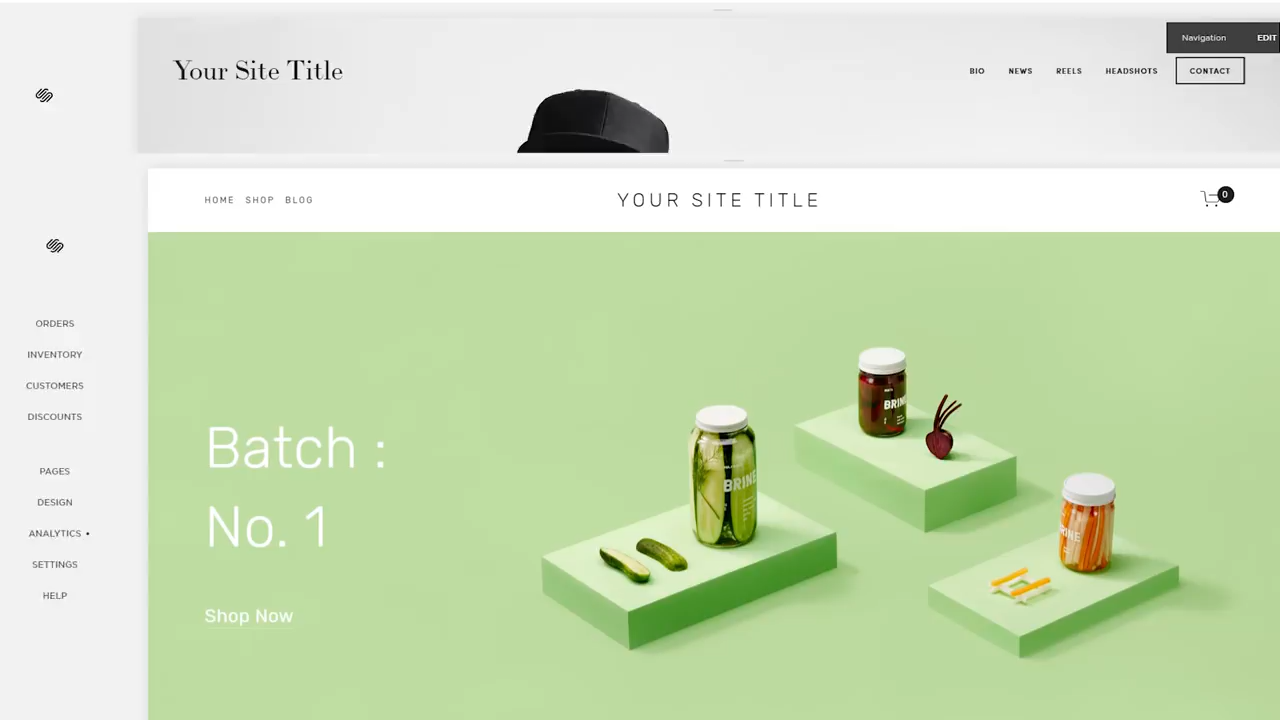 Navigation EDIT
Your Site Title
BIO NEWS REELS HEADSHOTS CONTACT
HOME SHOP BLOG
YOUR SITE TITLE
0
ORDERS
INVENTORY
CUSTOMERS
DISCOUNTS
PAGES
DESIGN
ANALYTICS •
SETTINGS
HELP
Batch :
No. 1
Shop Now
BRINE
BRINE
RINE